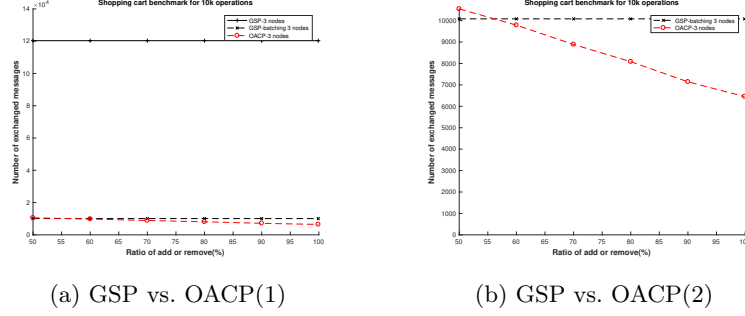 Shopping cart benchmark for 10k operations
×10⁴
14
12
10
8
6
4
2
0
Number of exchanged messages
GSP-3 nodes
GSP-batching 3 nodes
OACP-3 nodes
50 55 60 65 70 75 80 85 90 95 100
Ratio of add or remove(%)
(a) GSP vs. OACP(1)
Shopping cart benchmark for 10k operations
10000
9000
8000
7000
6000
5000
4000
3000
2000
1000
0
Number of exchanged messages
GSP-batching 3 nodes
OACP-3 nodes
50 55 60 65 70 75 80 85 90 95 100
Ratio of add or remove(%)
(b) GSP vs. OACP(2)